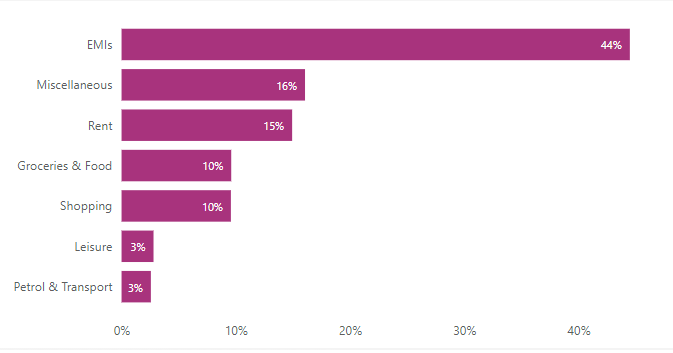 EMIs 44%
Miscellaneous 16%
Rent 15%
Groceries & Food 10%
Shopping 10%
Leisure 3%
Petrol & Transport 3%
0% 10% 20% 30% 40%